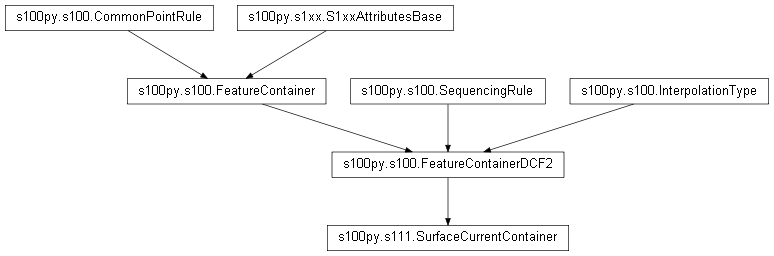 s100py.s100.CommonPointRule
s100py.s1xx.S1xxAttributesBase
s100py.s100.FeatureContainer
s100py.s100.SequencingRule
s100py.s100.InterpolationType
s100py.s100.FeatureContainerDCF2
s100py.s111.SurfaceCurrentContainer